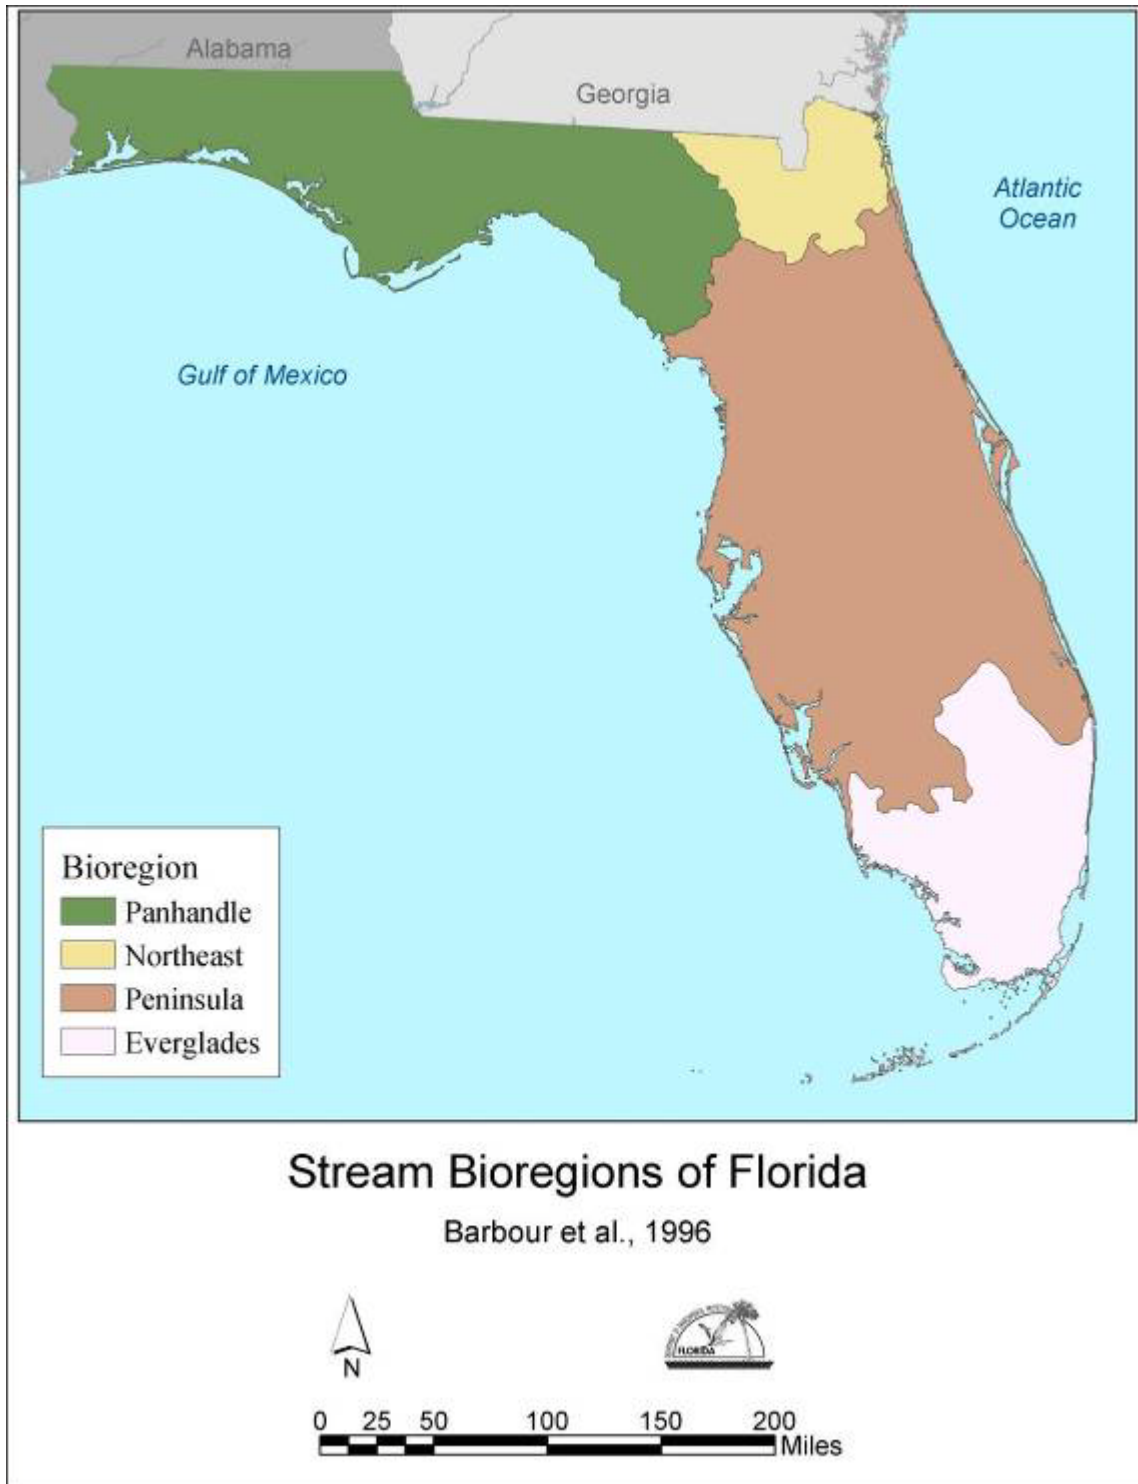 Alabama
Georgia
Atlantic
Ocean
Gulf of Mexico
Bioregion
Panhandle
Northeast
Peninsula
Everglades
Stream Bioregions of Florida
Barbour et al., 1996
N
FLORIDA
0 25 50 100 150 200
Miles